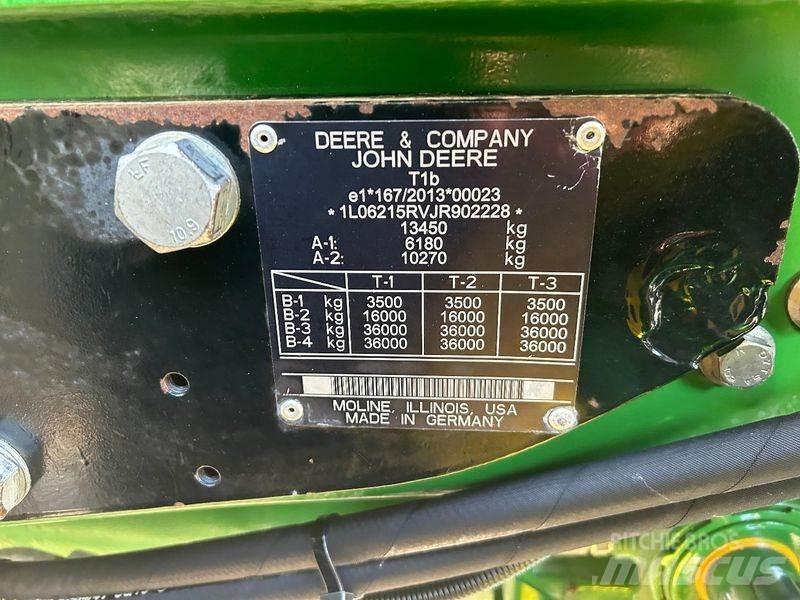 DEERE & COMPANY
JOHN DEERE
T1b
e1*167/2013*00023
*1L06215RVJR902228*
13450 kg
A-1: 6180 kg
A-2: 10270 kg
T-1 T-2 T-3
B-1 kg 3500 3500 3500
B-2 kg 16000 16000 16000
B-3 kg 36000 36000 36000
B-4 kg 36000 36000 36000
MOLINE, ILLINOIS, USA
MADE IN GERMANY
10.9
RITCHIE BROS
MASCUS